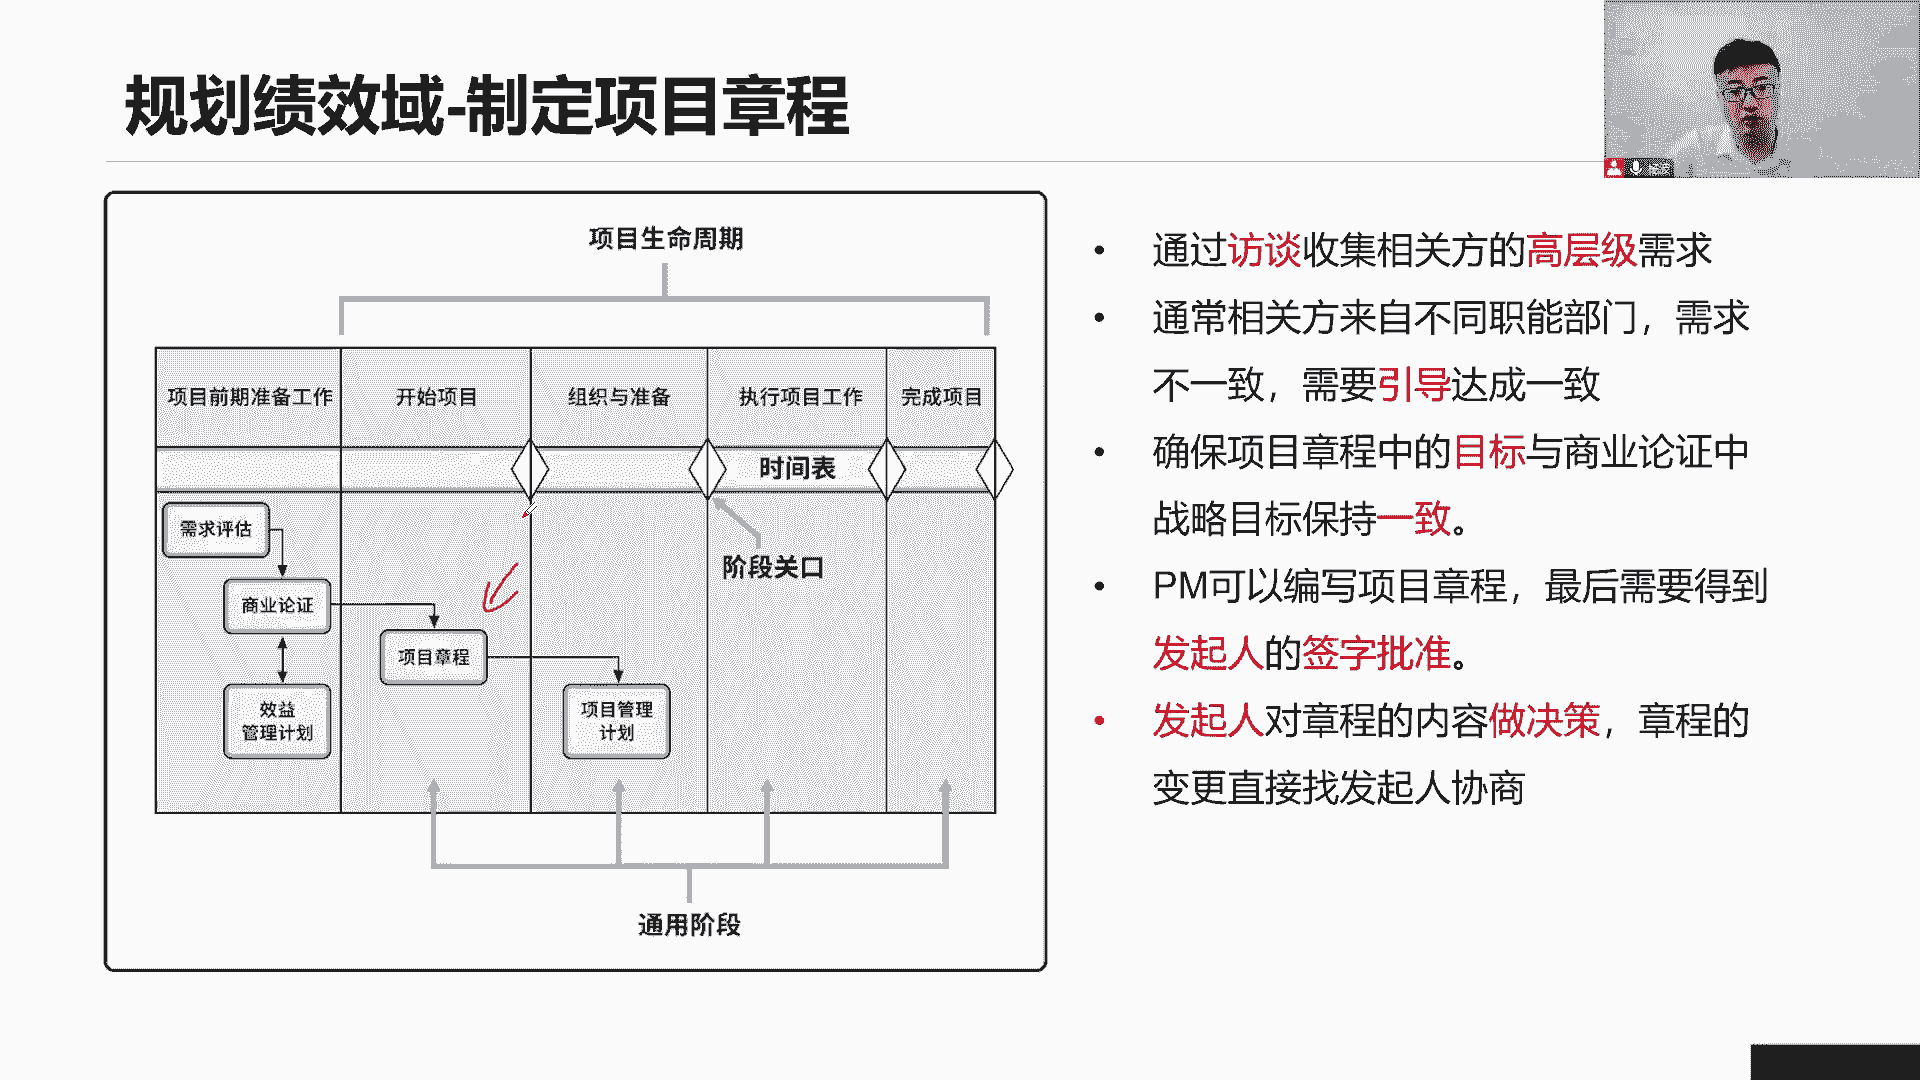 规划绩效域-制定项目章程
项目生命周期
项目前期准备工作
开始项目
组织与准备
执行项目工作
完成项目
时间表
需求评估
商业论证
效益
管理计划
项目章程
项目管理
计划
阶段关口
通用阶段
• 通过访谈收集相关方的高层级需求
• 通常相关方来自不同职能部门，需求
不一致，需要引导达成一致
• 确保项目章程中的目标与商业论证中
战略目标保持一致。
• PM可以编写项目章程，最后需要得到
发起人的签字批准。
• 发起人对章程的内容做决策，章程的
变更直接找发起人协商